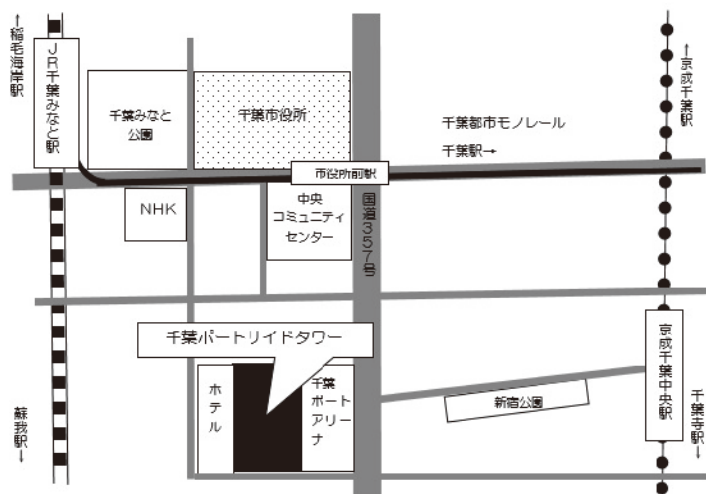 ←稲毛海岸駅
JR千葉みなと駅
千葉みなと
公園
千葉市役所
千葉都市モノレール
千葉駅→
←京成千葉駅
市役所前駅
NHK
中央
コミュニティ
センター
国道357号
千葉ポートリイドタワー
ホテル
千葉
ポート
アリー
ナ
新宿公園
京成千葉中央駅
蘇我駅→
千葉寺駅→